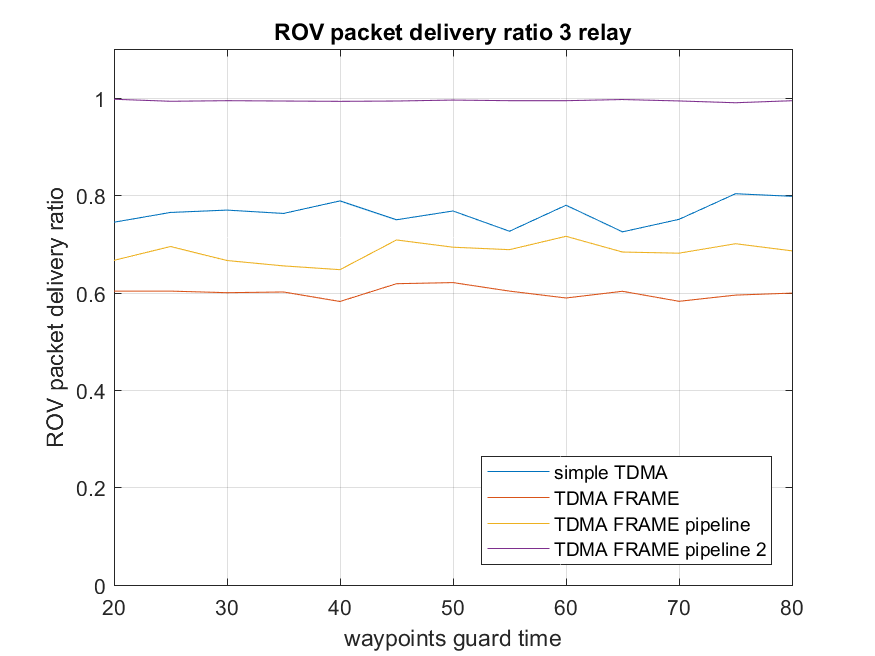 ROV packet delivery ratio 3 relay
1
0.8
0.6
0.4
0.2
0
ROV packet delivery ratio
simple TDMA
TDMA FRAME
TDMA FRAME pipeline
TDMA FRAME pipeline 2
20 30 40 50 60 70 80
waypoints guard time